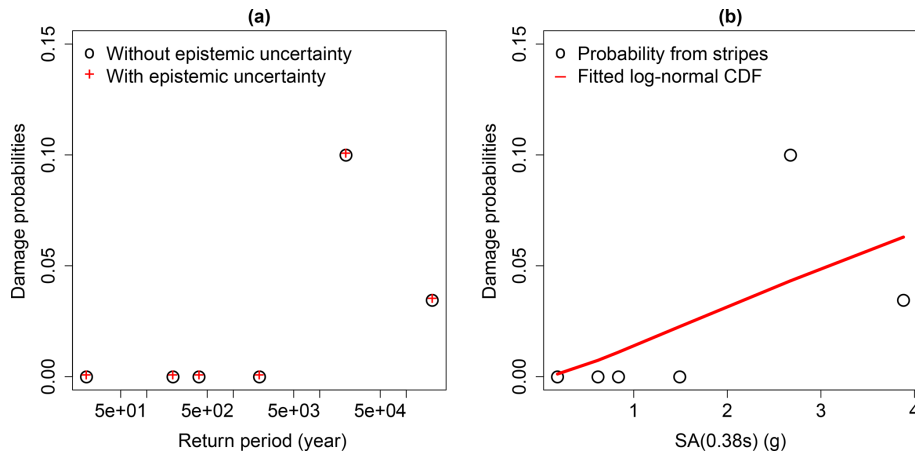 (a)
Without epistemic uncertainty
With epistemic uncertainty
0.15
0.10
0.05
0.00
Damage probabilities
5e+01 5e+02 5e+03 5e+04
Return period (year)
(b)
Probability from stripes
Fitted log-normal CDF
0.15
0.10
0.05
0.00
Damage probabilities
1 2 3 4
SA(0.38s) (g)